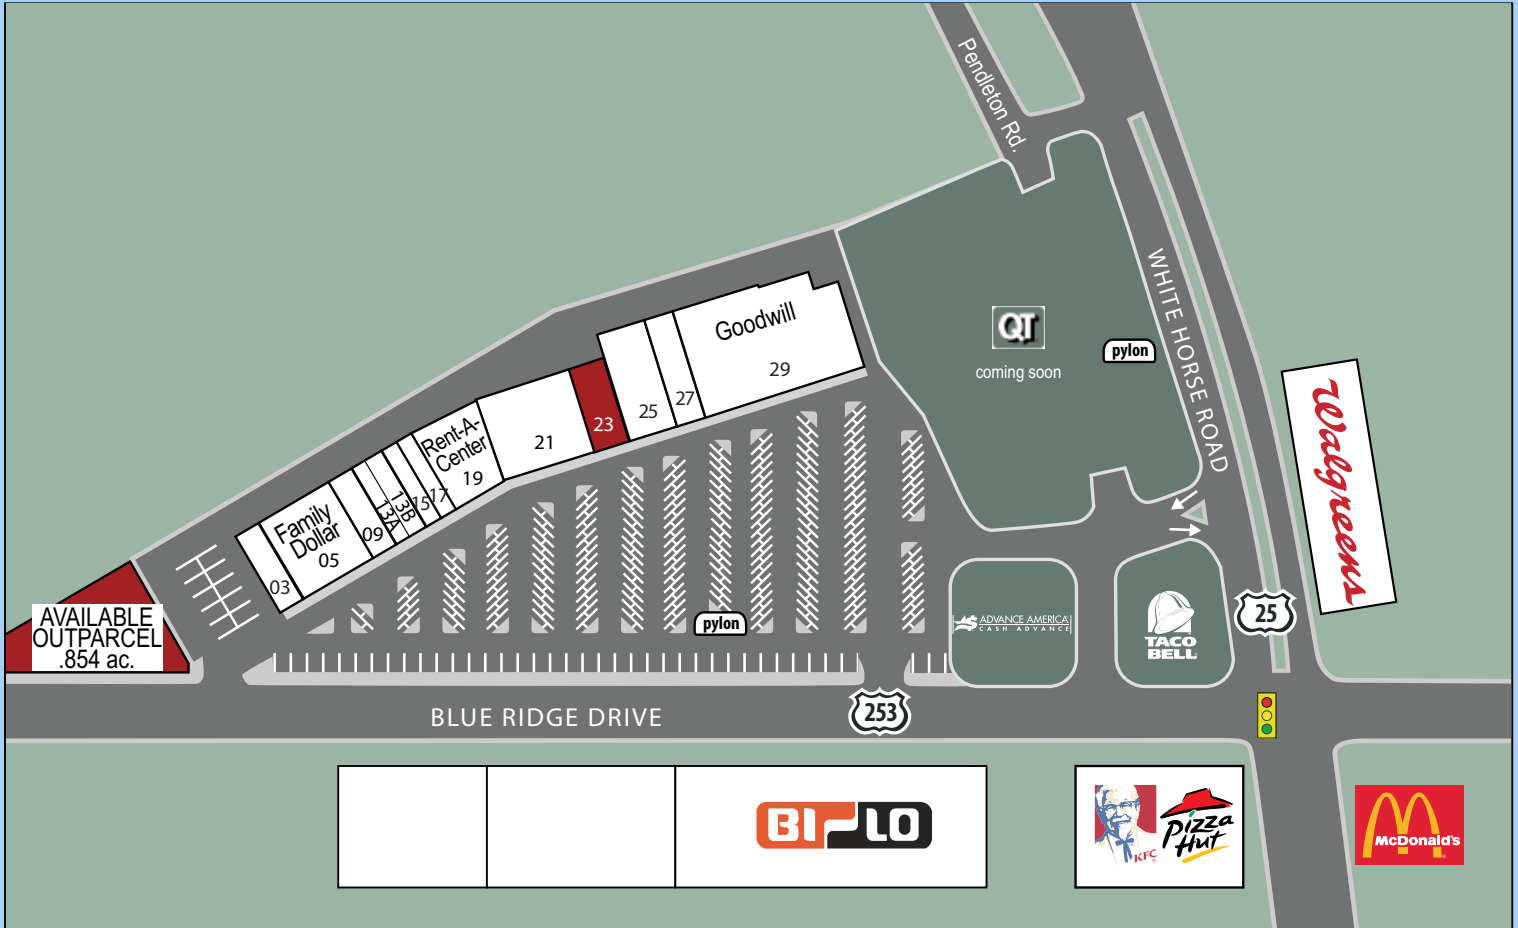 Pendleton Rd.
WHITE HORSE ROAD
QT
coming soon
pylon
Goodwill
29
27
25
23
21
Rent-A-
Center
19
17
15
13B
13A
09
Family
Dollar
05
03
AVAILABLE
OUTPARCEL
.854 ac.
pylon
ADVANCE AMERICA
CASH ADVANCE
TACO
BELL
25
Walgreens
BLUE RIDGE DRIVE
253
BI-LO
KFC
Pizza
Hut
McDonald's